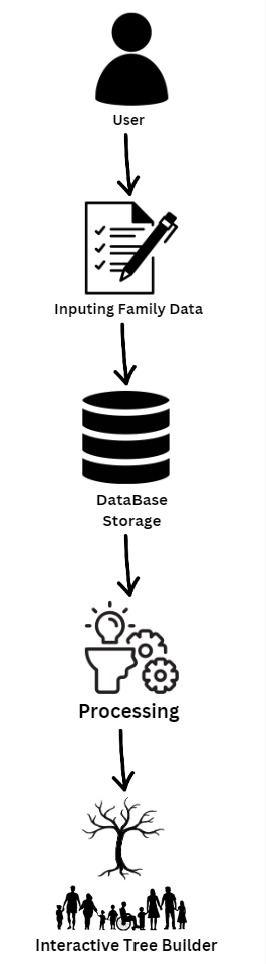 User
Inputing Family Data
DataBase
Storage
Processing
Interactive Tree Builder